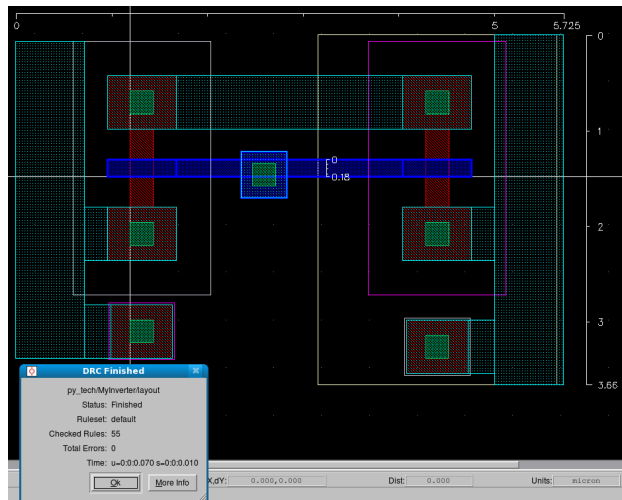 0 5 5.725
0
1
0
0.18
2
3
3.66
DRC Finished
py_tech/MyInverter/layout
Status: Finished
Ruleset: default
Checked Rules: 55
Total Errors: 0
Time: u=0:0:0.070 s=0:0:0.010
Ok More Info
X,dY: 0.000,0.000 Dist: 0.000 Units: micron